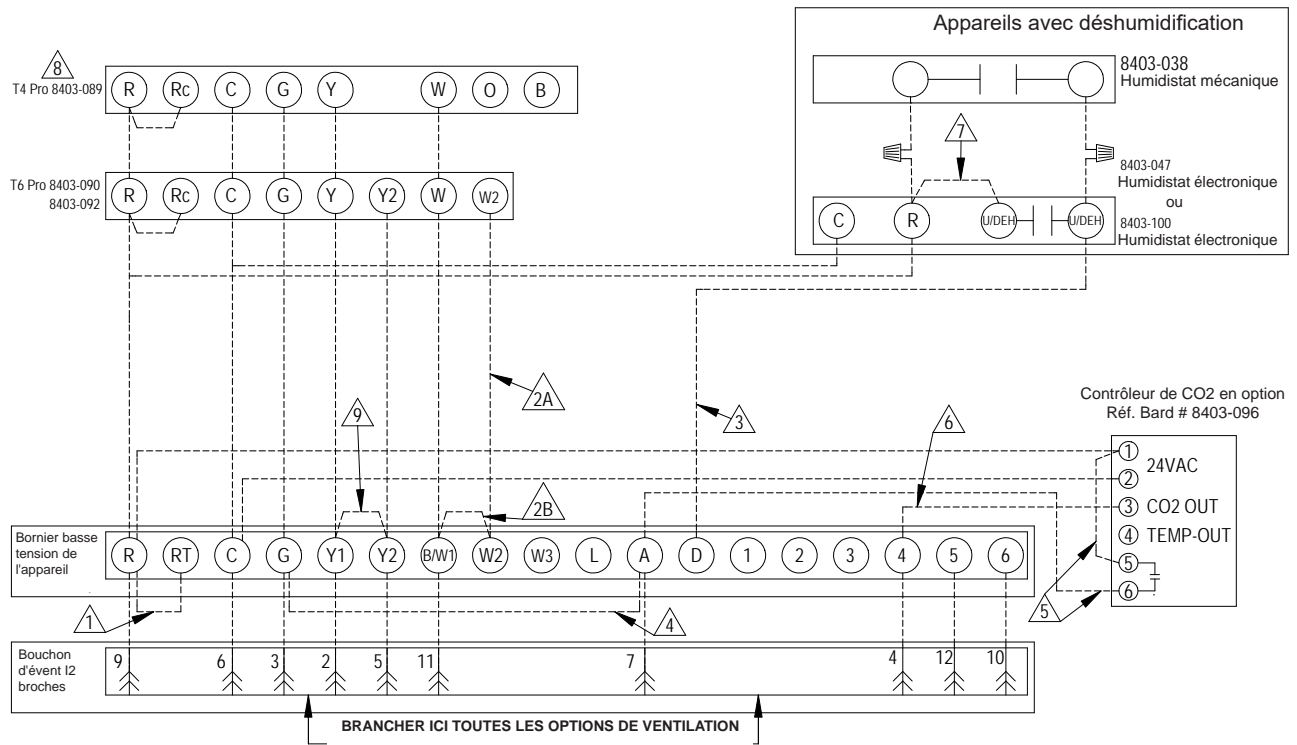 Appareils avec déshumidification
8403-038
Humidistat mécanique
7
8403-047
Humidistat électronique
ou
8403-100
Humidistat électronique
C R U/DEH U/DEH
8
T4 Pro 8403-089
R Rc C G Y W O B
T6 Pro 8403-090
8403-092
R Rc C G Y Y2 W W2
2A
9
3
6
2B
Contrôleur de CO2 en option
Réf. Bard # 8403-096
1
24VAC
2
3 CO2 OUT
4 TEMP-OUT
5
6
5
Bornier basse
tension de
l'appareil
R RT C G Y1 Y2 B/W1 W2 W3 L A D 1 2 3 4 5 6
1
4
Bouchon
d'évent I2
broches
9 6 3 2 5 11 7 4 12 10
BRANCHER ICI TOUTES LES OPTIONS DE VENTILATION